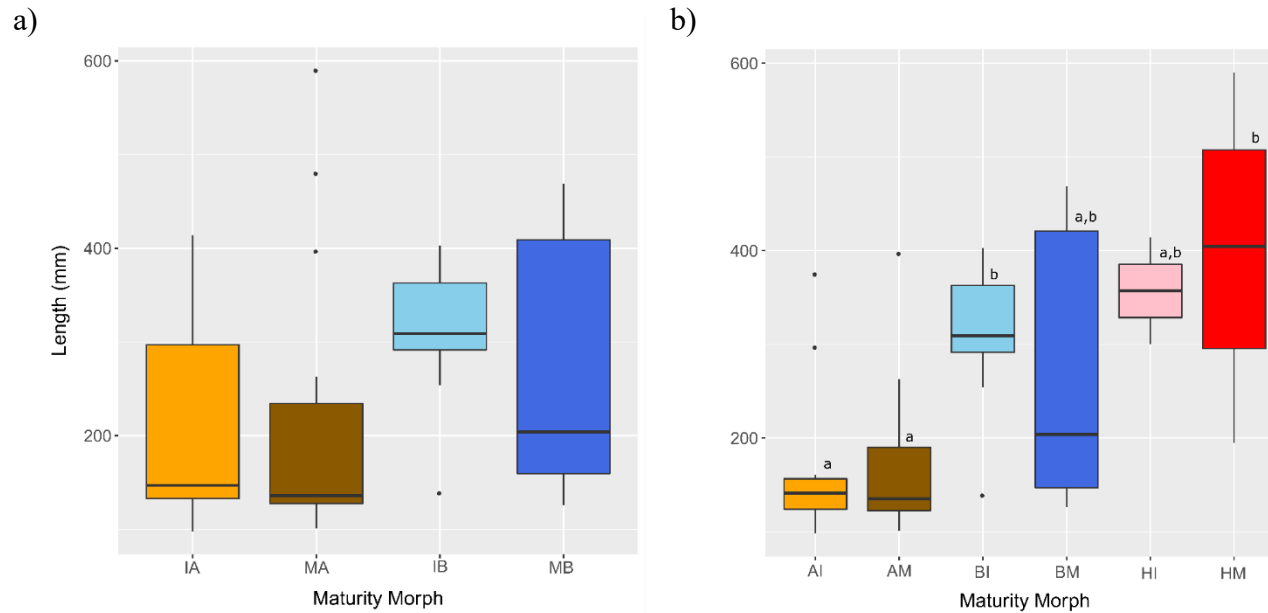 a)
600
400
200
Length (mm)
IA MA IB MB
Maturity Morph
b)
600
400
200
a a b a,b a,b b
AI AM BI BM HI HM
Maturity Morph